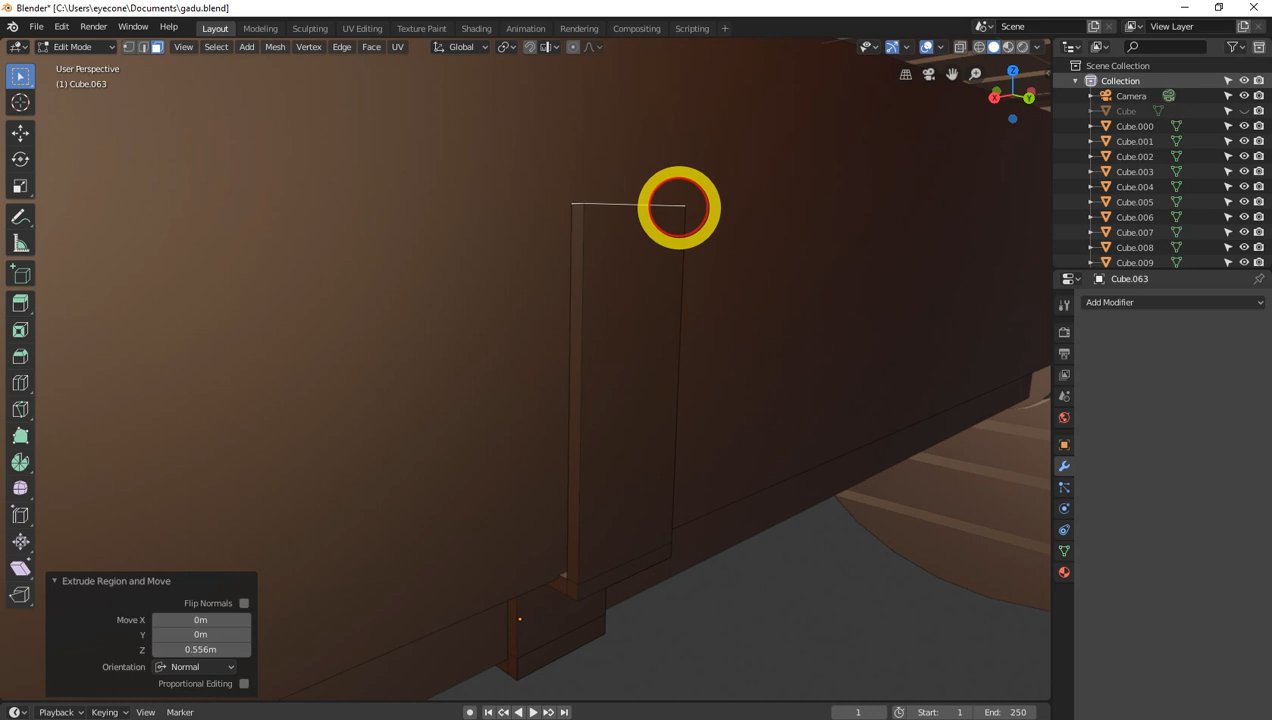 Blender* [C:\Users\eyecone\Documents\gadu.blend]
File Edit Render Window Help Layout Modeling Sculpting UV Editing Texture Paint Shading Animation Rendering Compositing Scripting + Scene View Layer
Edit Mode View Select Add Mesh Vertex Edge Face UV Global
User Perspective
(1) Cube.063
Z
X
Y
Scene Collection
Collection
Camera
Cube
Cube.000
Cube.001
Cube.002
Cube.003
Cube.004
Cube.005
Cube.006
Cube.007
Cube.008
Cube.009
Cube.063
Add Modifier
Extrude Region and Move
Flip Normals
Move X 0m
Y 0m
Z 0.556m
Orientation Normal
Proportional Editing
Playback Keying View Marker 1 Start: 1 End: 250